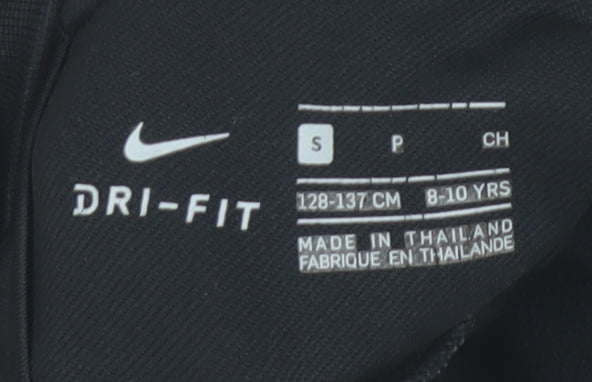 DRI-FIT
S P CH
128-137 CM 8-10 YRS
MADE IN THAILAND
FABRIQUE EN THAILANDE